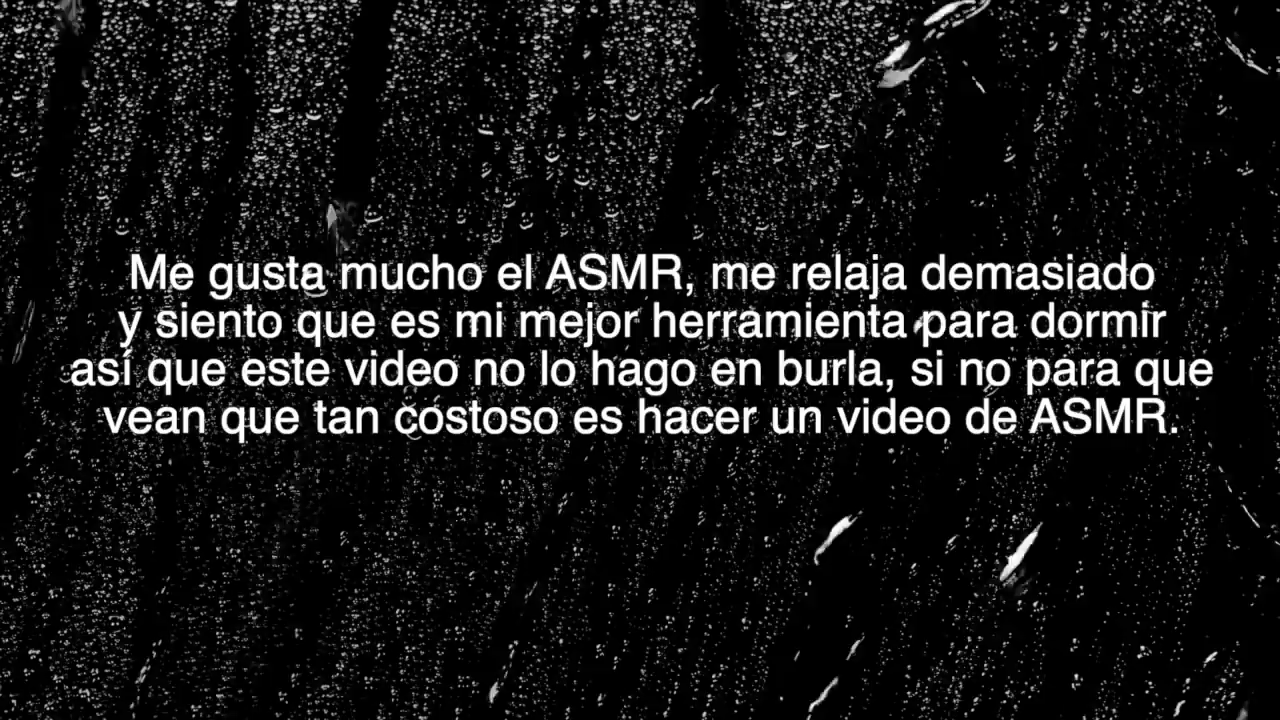 Me gusta mucho el ASMR, me relaja demasiado
y siento que es mi mejor herramienta para dormir
así que este video no lo hago en burla, si no para que
vean que tan costoso es hacer un video de ASMR.